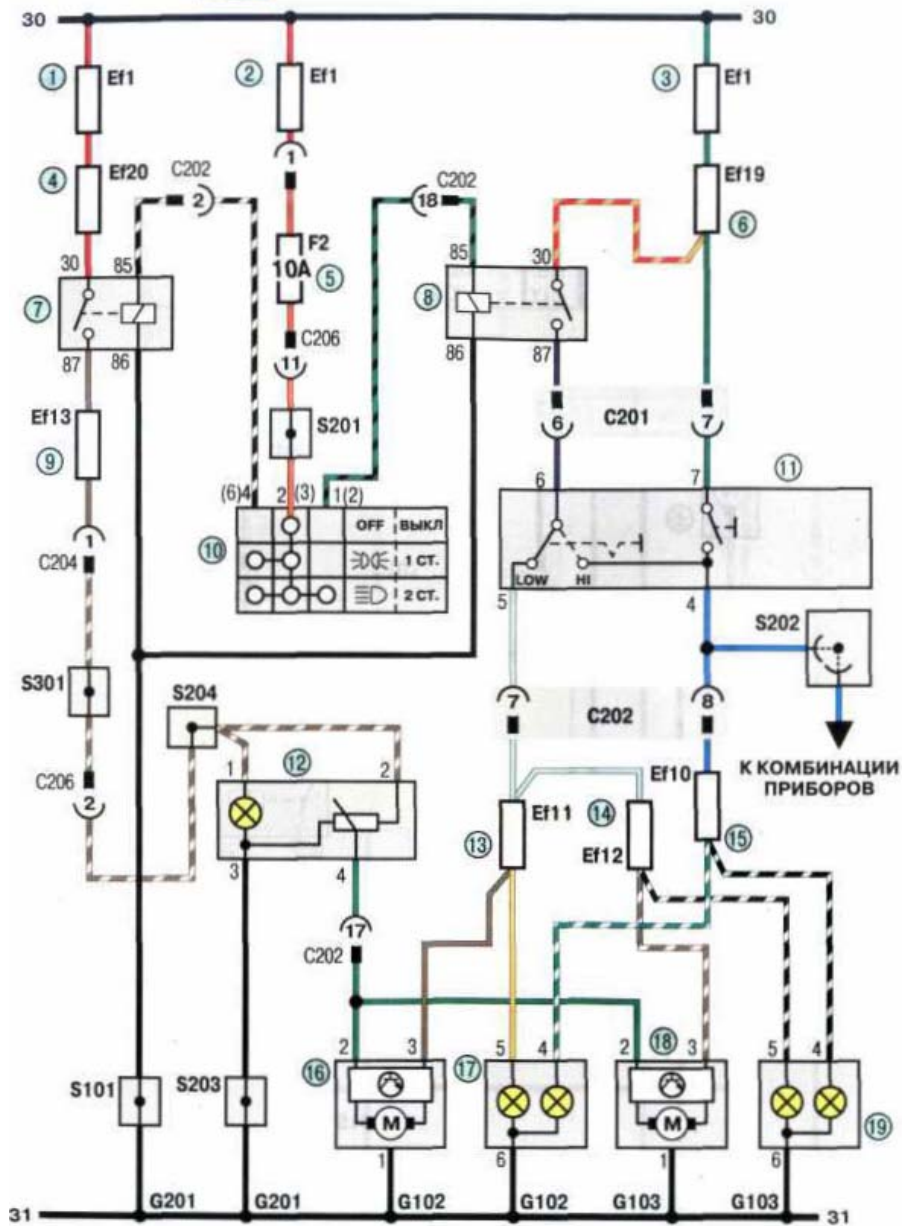 30 30
1 Ef1 2 Ef1 3 Ef1
4 Ef20 C202 2 1 18 C202 Ef19 6
F2
10A 5
30 85 85 30
7 8
C206
87 86 11 86 87
Ef13 S201 6 C201 7
9
(6)4 2 (3) 1(2) 6 7 11
1 OFF ВЫКЛ
C204 10 1 СТ. LOW HI
2 СТ. 5 4 S202
S301 S204 7 C202 8
C206 1 12 2 К КОМБИНАЦИИ
2 Ef10 ПРИБОРОВ
Ef11 14
13 Ef12 15
3 4
17
C202
2 3 5 4 2 18 3 5 4
16 17
S101 S203 M M 19
1 6 1 6
G201 G201 G102 G102 G103 G103
31 31